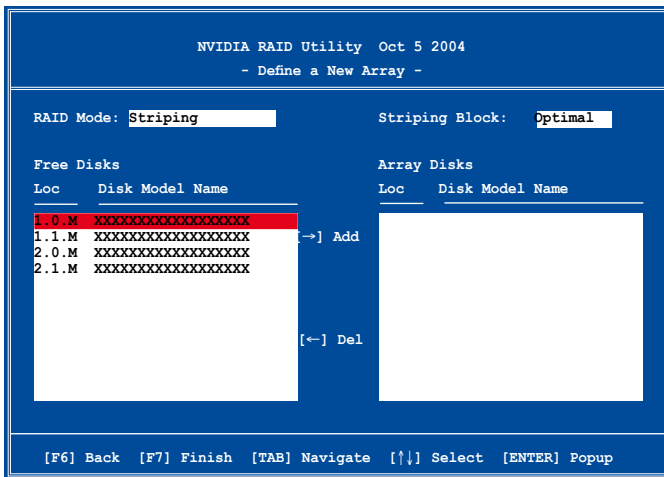 NVIDIA RAID Utility Oct 5 2004
- Define a New Array -
RAID Mode: Striping Striping Block: Optimal
Free Disks Array Disks
Loc Disk Model Name Loc Disk Model Name
1.0.M XXXXXXXXXXXXXXXXXX
1.1.M XXXXXXXXXXXXXXXXXX [→] Add
2.0.M XXXXXXXXXXXXXXXXXX
2.1.M XXXXXXXXXXXXXXXXXX
[←] Del
[F6] Back [F7] Finish [TAB] Navigate [↑↓] Select [ENTER] Popup